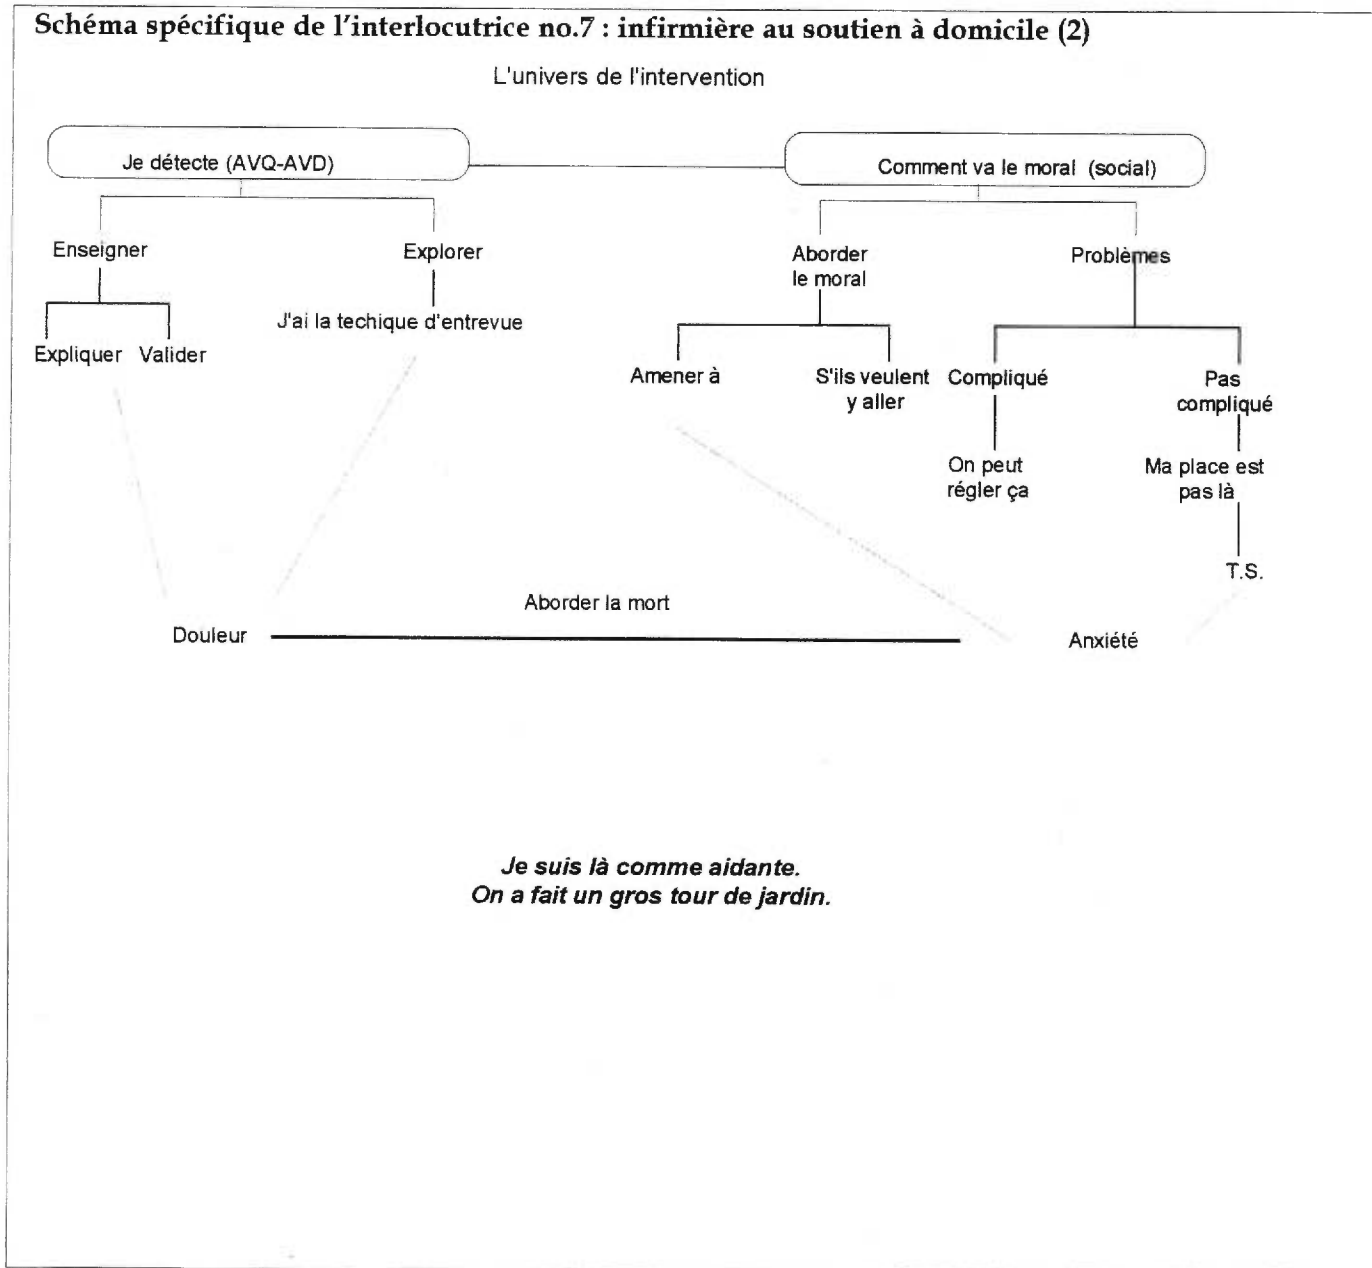 Schéma spécifique de l'interlocutrice no.7 : infirmière au soutien à domicile (2)
L'univers de l'intervention
Je détecte (AVQ-AVD)
Comment va le moral (social)
Enseigner
Explorer
Aborder
le moral
Problèmes
J'ai la techique d'entrevue
Expliquer
Valider
Amener à
S'ils veulent
y aller
Compliqué
Pas
compliqué
On peut
régler ça
Ma place est
pas là
T.S.
Aborder la mort
Douleur
Anxiété
Je suis là comme aidante.
On a fait un gros tour de jardin.